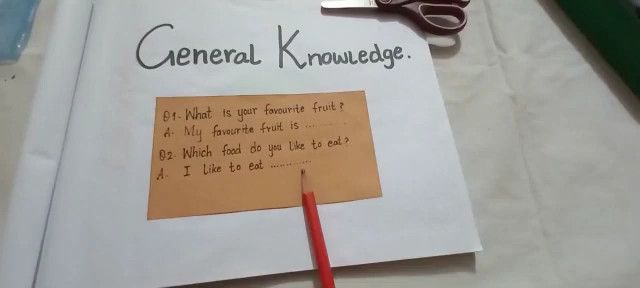 General Knowledge.
Q1- What is your favourite fruit?
A. My favourite fruit is ..........
Q2. Which food do you like to eat?
A. I like to eat ............